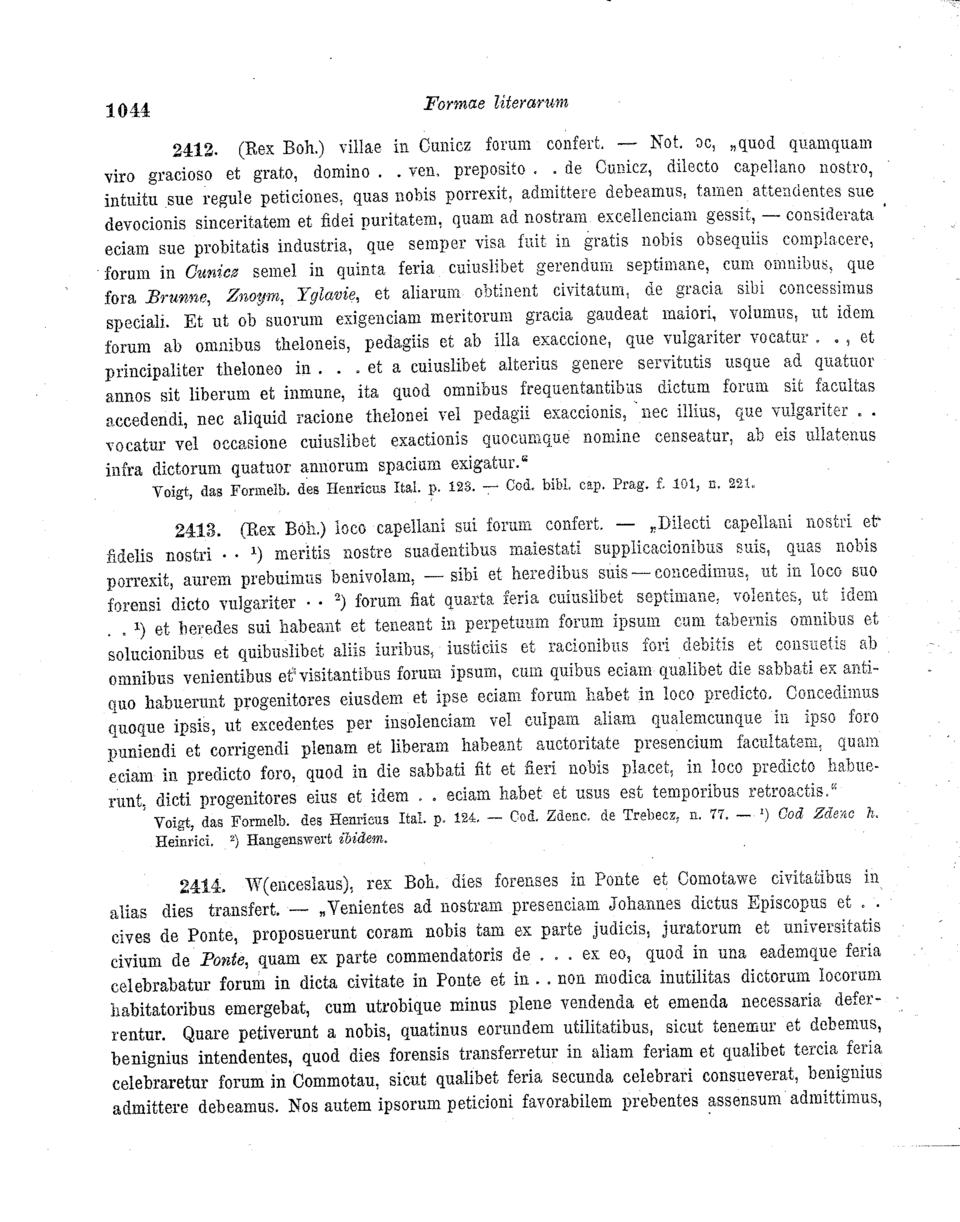 1044
Formae literarum
2412. (Rex Boh.) villae in Cunicz forum confert. — Not. ɔc, „quod quamquam
viro gracioso et grato, domino . . ven. preposito . . de Cunicz, dilecto capellano nostro,
intuitu sue regule peticiones, quas nobis porrexit, admittere debeamus, tamen attendentes sue
devocionis sinceritatem et fidei puritatem, quam ad nostram excellenciam gessit, — considerata
eciam sue probitatis industria, que semper visa fuit in gratis nobis obsequiis complacere,
forum in Cunicz semel in quinta feria cuiuslibet gerendum septimane, cum omnibus, que
fora Brunne, Znoym, Yglavie, et aliarum obtinent civitatum, de gracia sibi concessimus
speciali. Et ut ob suorum exigenciam meritorum gracia gaudeat maiori, volumus, ut idem
forum ab omnibus theloneis, pedagiis et ab illa exaccione, que vulgariter vocatur . . , et
principaliter theloneo in . . . et a cuiuslibet alterius genere servitutis usque ad quatuor
annos sit liberum et inmune, ita quod omnibus frequentantibus dictum forum sit facultas
accedendi, nec aliquid racione thelonei vel pedagii exaccionis, nec illius, que vulgariter . .
vocatur vel occasione cuiuslibet exactionis quocumque nomine censeatur, ab eis ullatenus
infra dictorum quatuor annorum spacium exigatur.“
Voigt, das Formelb. des Henricus Ital. p. 123. — Cod. bibl. cap. Prag. f. 101, n. 221.
2413. (Rex Boh.) loco capellani sui forum confert. — „Dilecti capellani nostri et
fidelis nostri . . ¹) meritis nostre suadentibus maiestati supplicacionibus suis, quas nobis
porrexit, aurem prebuimus benivolam, — sibi et heredibus suis — concedimus, ut in loco suo
forensi dicto vulgariter . . ²) forum fiat quarta feria cuiuslibet septimane, volentes, ut idem
. . ¹) et heredes sui habeant et teneant in perpetuum forum ipsum cum tabernis omnibus et
solucionibus et quibuslibet aliis iuribus, iusticiis et racionibus fori debitis et consuetis ab
omnibus venientibus et visitantibus forum ipsum, cum quibus eciam qualibet die sabbati ex anti-
quo habuerunt progenitores eiusdem et ipse eciam forum habet in loco predicto. Concedimus
quoque ipsis, ut excedentes per insolenciam vel culpam aliam qualemcunque in ipso foro
puniendi et corrigendi plenam et liberam habeant auctoritate presencium facultatem, quam
eciam in predicto foro, quod in die sabbati fit et fieri nobis placet, in loco predicto habue-
runt, dicti progenitores eius et idem . . eciam habet et usus est temporibus retroactis.“
Voigt, das Formelb. des Henricus Ital. p. 124. — Cod. Zdenc. de Trebecz, n. 77. — ¹) Cod Zdenc h.
Heinrici. ²) Hangenswert ibidem.
2414. W(enceslaus), rex Boh. dies forenses in Ponte et Comotawe civitatibus in
alias dies transfert. — „Venientes ad nostram presenciam Johannes dictus Episcopus et . .
cives de Ponte, proposuerunt coram nobis tam ex parte judicis, juratorum et universitatis
civium de Ponte, quam ex parte commendatoris de . . . ex eo, quod in una eademque feria
celebrabatur forum in dicta civitate in Ponte et in . . non modica inutilitas dictorum locorum
habitatoribus emergebat, cum utrobique minus plene vendenda et emenda necessaria defer-
rentur. Quare petiverunt a nobis, quatinus eorundem utilitatibus, sicut tenemur et debemus,
benignius intendentes, quod dies forensis transferretur in aliam feriam et qualibet tercia feria
celebraretur forum in Commotau, sicut qualibet feria secunda celebrari consueverat, benignius
admittere debeamus. Nos autem ipsorum peticioni favorabilem prebentes assensum admittimus,